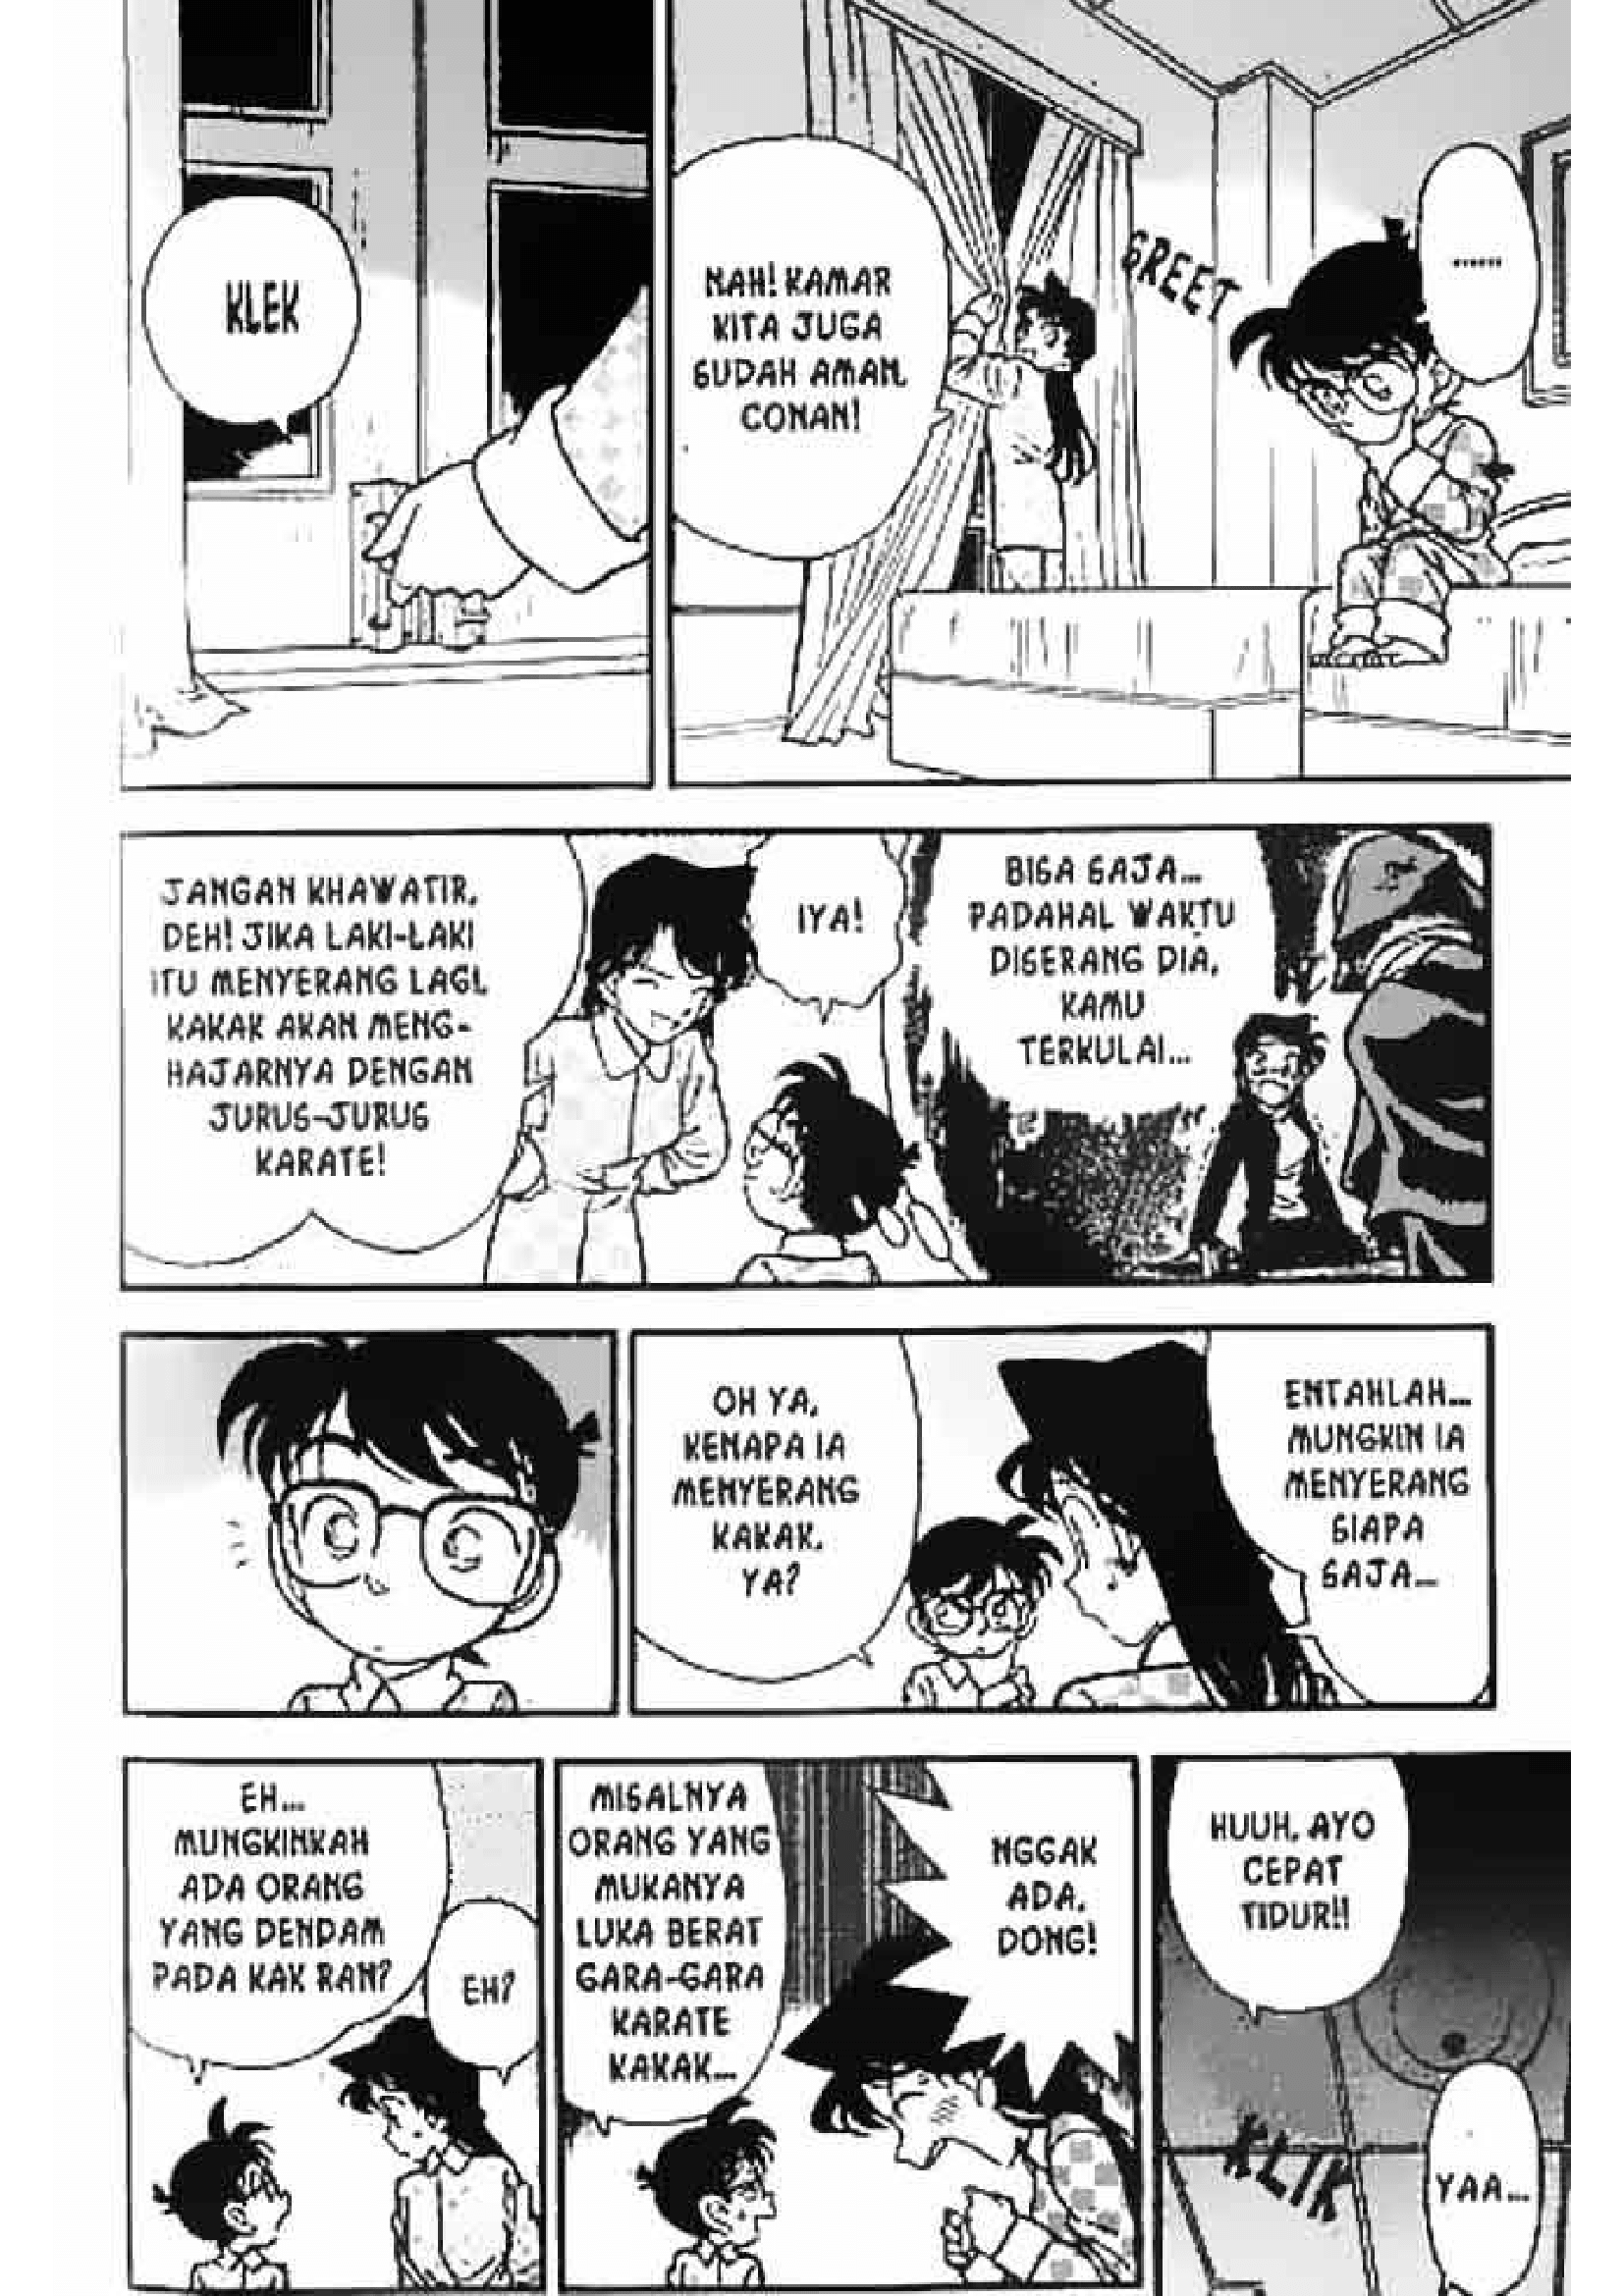 KLEK
NAH! KAMAR
KITA JUGA
SUDAH AMAN,
CONAN!
GREET
.......
JANGAN KHAWATIR,
DEH! JIKA LAKI-LAKI
ITU MENYERANG LAGI,
KAKAK AKAN MENG-
HAJARNYA DENGAN
JURUS-JURUS
KARATE!
IYA!
BISA SAJA...
PADAHAL WAKTU
DISERANG DIA,
KAMU
TERKULAI...
OH YA,
KENAPA IA
MENYERANG
KAKAK,
YA?
ENTAHLAH...
MUNGKIN IA
MENYERANG
SIAPA
SAJA...
EH...
MUNGKINKAH
ADA ORANG
YANG DENDAM
PADA KAK RAN?
EH?
MISALNYA
ORANG YANG
MUKANYA
LUKA BERAT
GARA-GARA
KARATE
KAKAK...
NGGAK
ADA,
DONG!
HUUH, AYO
CEPAT
TIDUR!!
KLIK
YAA...